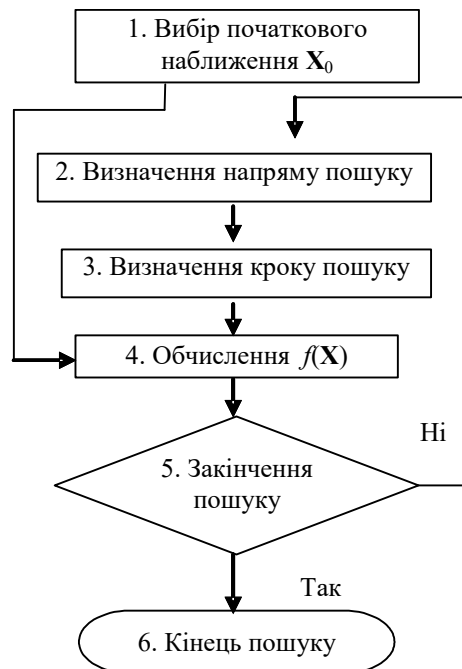 1. Вибір початкового
наближення X₀
2. Визначення напряму пошуку
3. Визначення кроку пошуку
4. Обчислення f(X)
Ні
5. Закінчення
пошуку
Так
6. Кінець пошуку